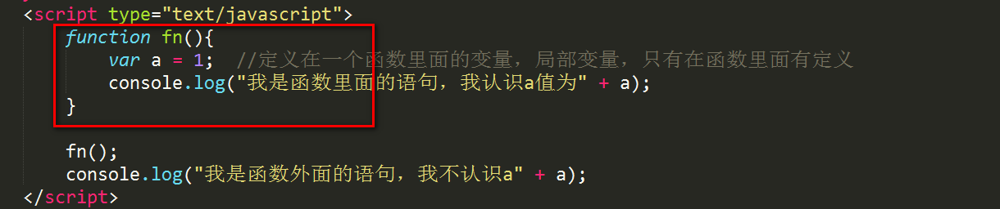 <script type="text/javascript">
function fn(){
var a = 1;  //定义在一个函数里面的变量，局部变量，只有在函数里面有定义
console.log("我是函数里面的语句，我认识a值为" + a);
}
fn();
console.log("我是函数外面的语句，我不认识a" + a);
</script>